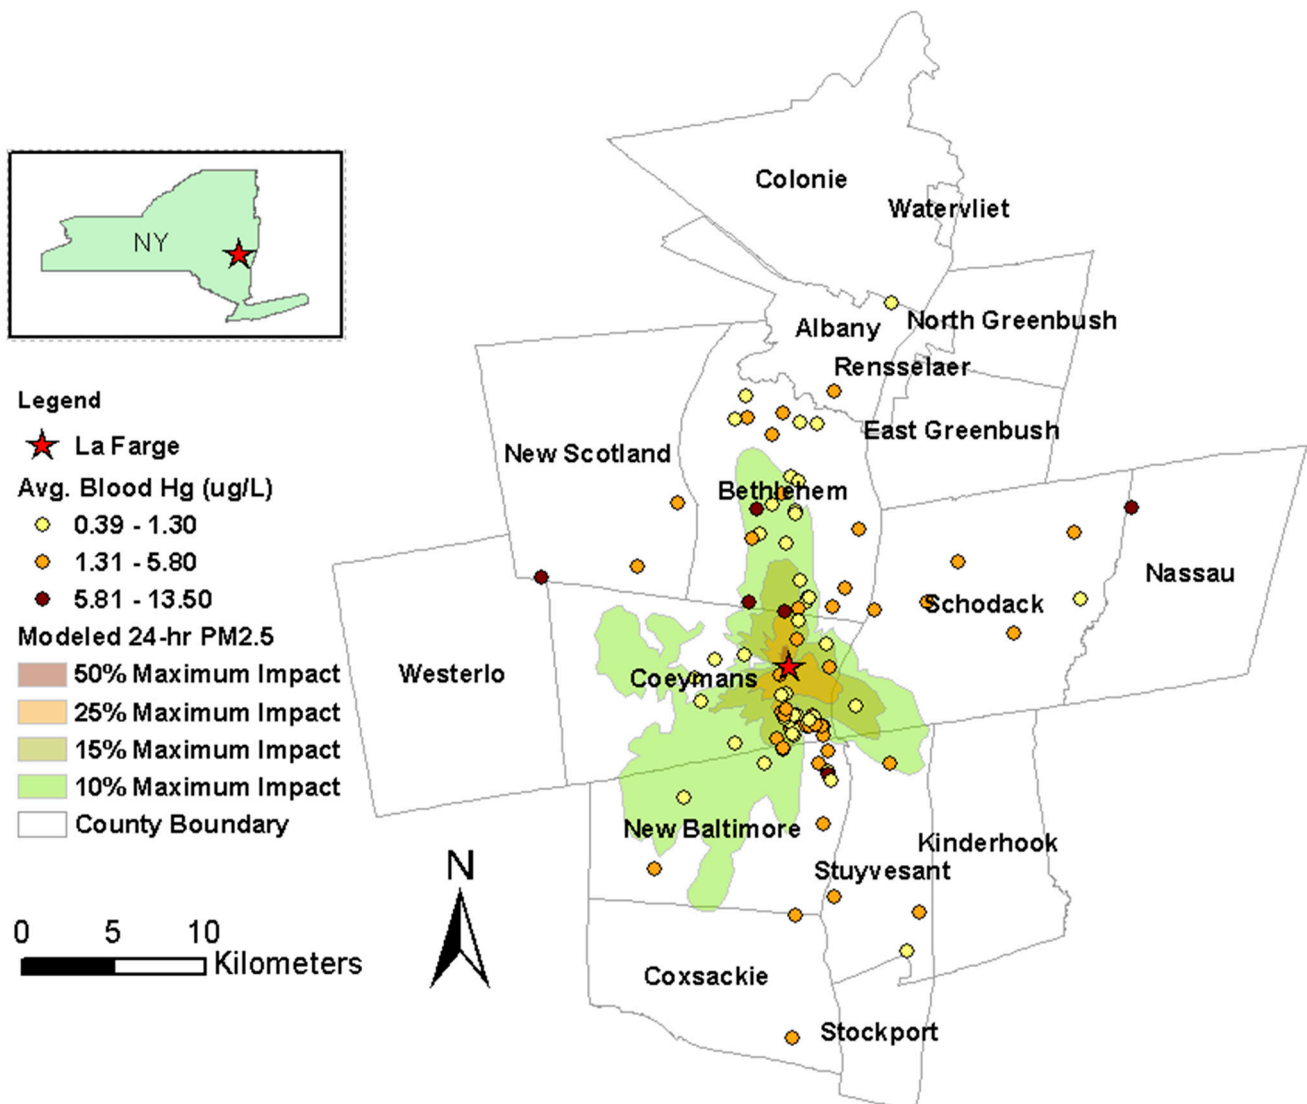 Colonie
Watervliet
NY
Albany
North Greenbush
Rensselaer
East Greenbush
New Scotland
Bethlehem
Nassau
Schodack
Westerlo
Coeymans
New Baltimore
Kinderhook
Stuyvesant
Coxsackie
Stockport
Legend
La Farge
Avg. Blood Hg (ug/L)
0.39 - 1.30
1.31 - 5.80
5.81 - 13.50
Modeled 24-hr PM2.5
50% Maximum Impact
25% Maximum Impact
15% Maximum Impact
10% Maximum Impact
County Boundary
N
0 5 10
Kilometers